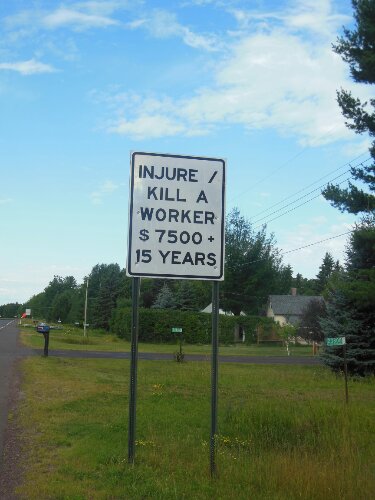 INJURE /
KILL A
WORKER
$ 7500 +
15 YEARS